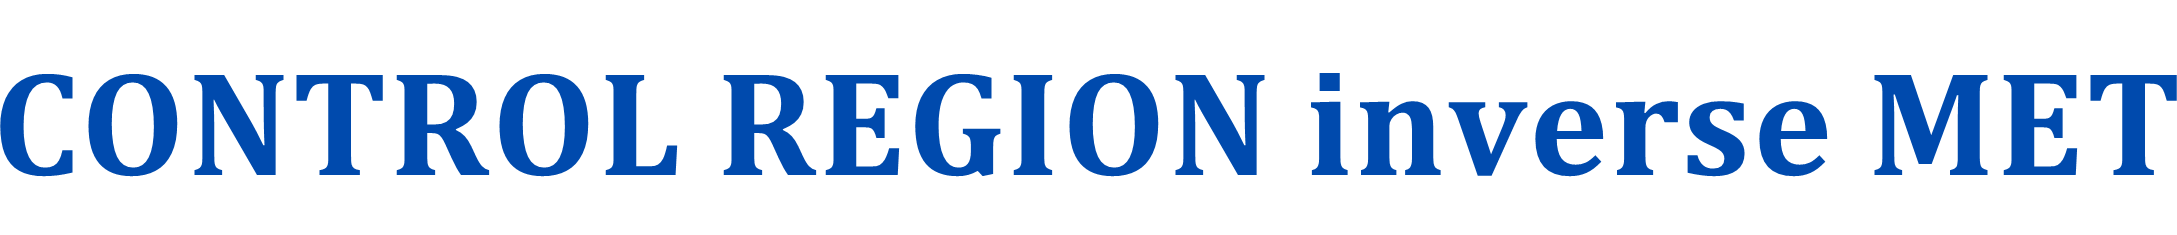 CONTROL REGION inverse MET